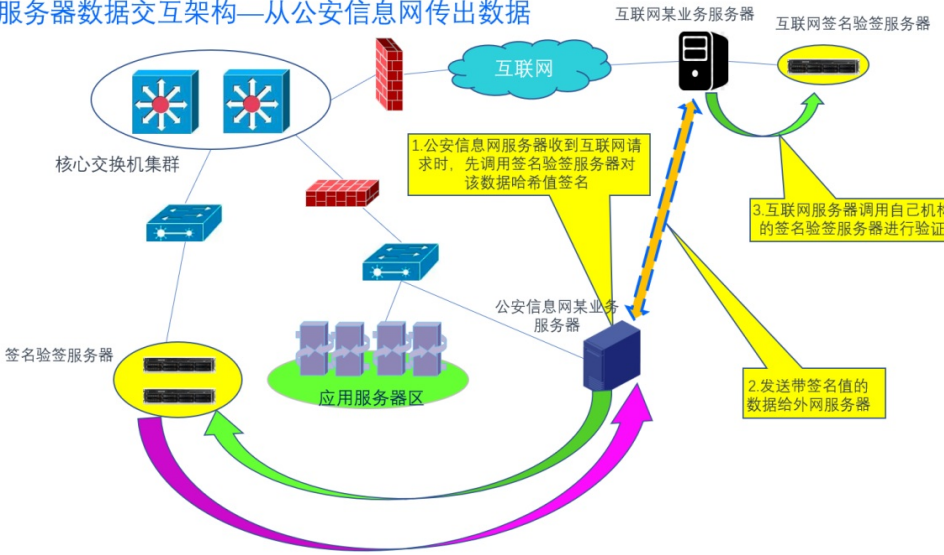 服务器数据交互架构—从公安信息网传出数据
互联网某业务服务器
互联网签名验签服务器
互联网
1.公安信息网服务器收到互联网请
求时，先调用签名验签服务器对
该数据哈希值签名
核心交换机集群
3.互联网服务器调用自己机构
的签名验签服务器进行验证
公安信息网某业务
服务器
签名验签服务器
应用服务器区
2.发送带签名值的
数据给外网服务器